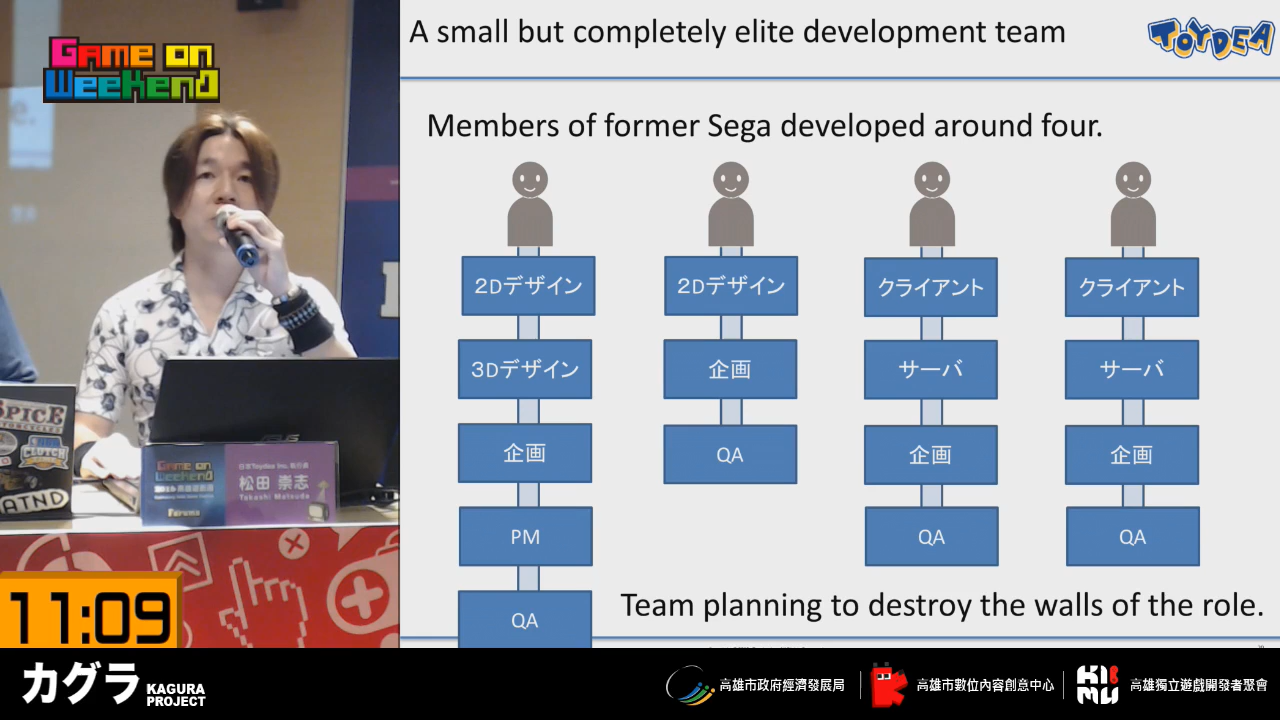 GAME ON
WEEKEND
A small but completely elite development team
TOYDEA
Members of former Sega developed around four.
2Dデザイン
3Dデザイン
企画
PM
QA
2Dデザイン
企画
QA
クライアント
サーバ
企画
QA
クライアント
サーバ
企画
QA
Team planning to destroy the walls of the role.
SPICE
CLUTCH
ATND
ASUS
GAME ON
WEEKEND
松田 崇志
Takashi Matsuda
11:09
カグラ
KAGURA
PROJECT
高雄市政府經濟發展局
高雄市數位內容創意中心
KIMU
高雄獨立遊戲開發者聚會